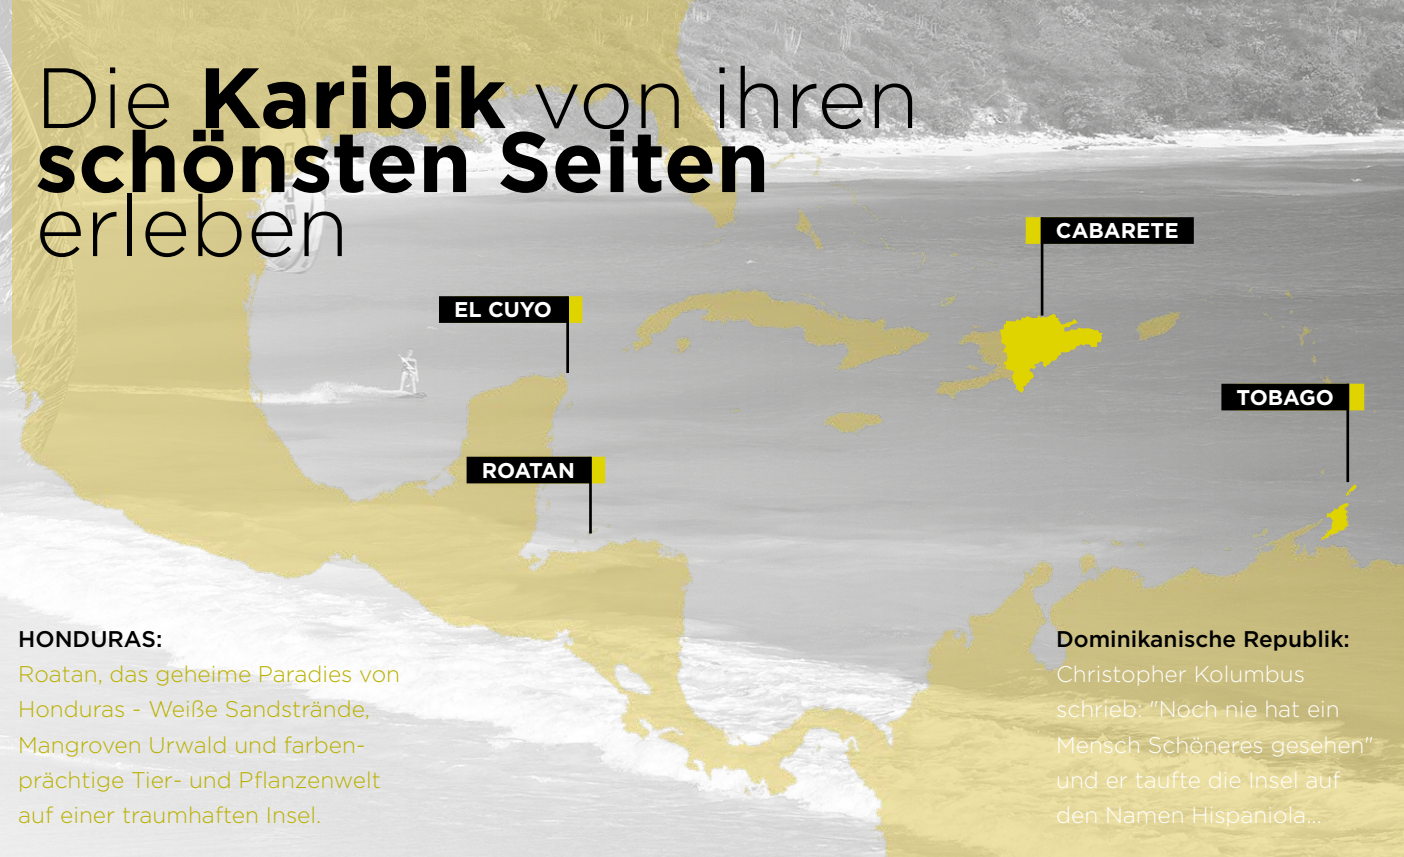 Die Karibik von ihren
schönsten Seiten
erleben
CABARETE
EL CUYO
TOBAGO
ROATAN
HONDURAS:
Roatan, das geheime Paradies von
Honduras - Weiße Sandstrände,
Mangroven Urwald und farben-
prächtige Tier- und Pflanzenwelt
auf einer traumhaften Insel.
Dominikanische Republik:
Christopher Kolumbus
schrieb: "Noch nie hat ein
Mensch Schöneres gesehen"
und er taufte die Insel auf
den Namen Hispaniola...